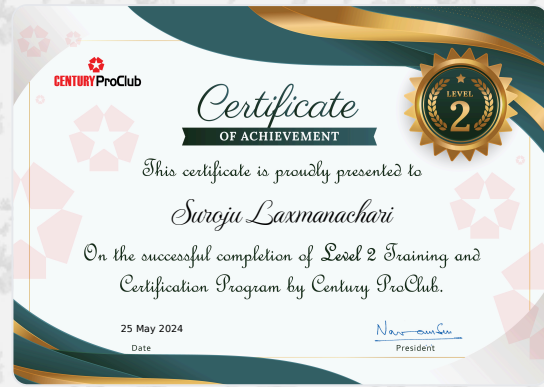 CENTURY ProClub
LEVEL
2
Certificate
OF ACHIEVEMENT
This certificate is proudly presented to
Suroju Laxmanachari
On the successful completion of Level 2 Training and
Certification Program by Century ProClub.
25 May 2024
Date
President